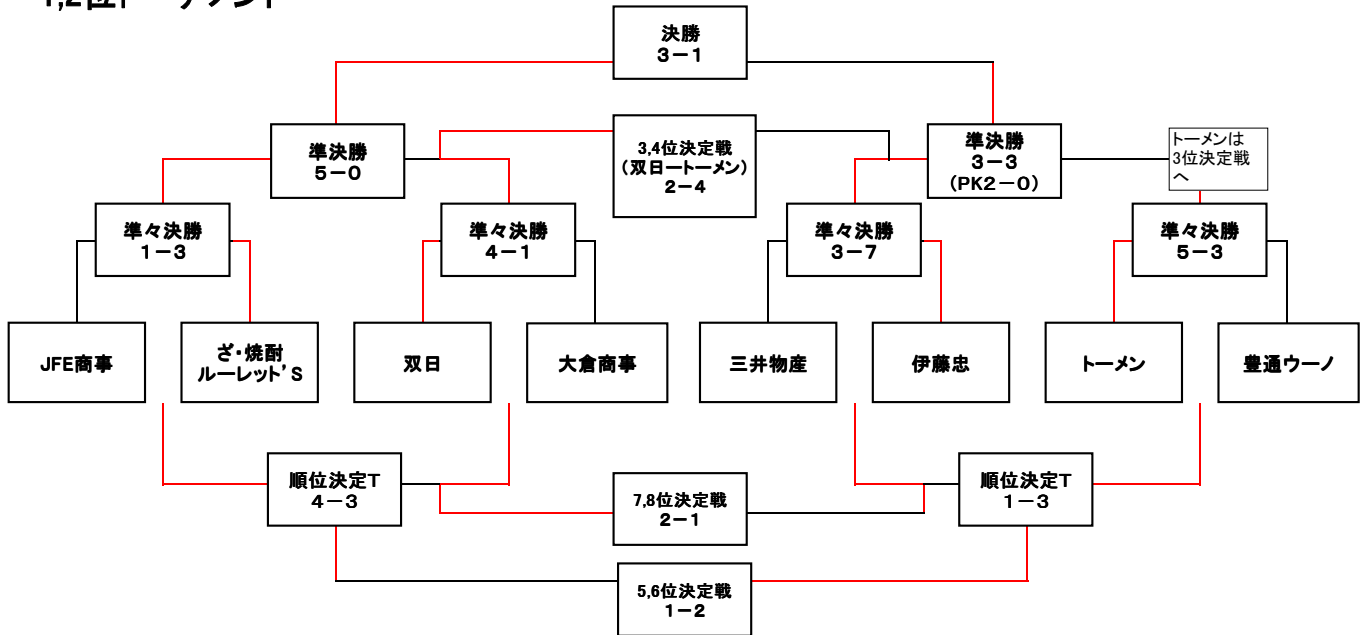 決勝
3－1
準決勝
5－0
3,4位決定戦
(双日ートーメン)
2－4
準決勝
3－3
(PK2－0)
トーメンは
3位決定戦
へ
準々決勝
1－3
準々決勝
4－1
準々決勝
3－7
準々決勝
5－3
JFE商事
ざ・焼酎
ルーレット'S
双日
大倉商事
三井物産
伊藤忠
トーメン
豊通ウーノ
順位決定T
4－3
7,8位決定戦
2－1
順位決定T
1－3
5,6位決定戦
1－2